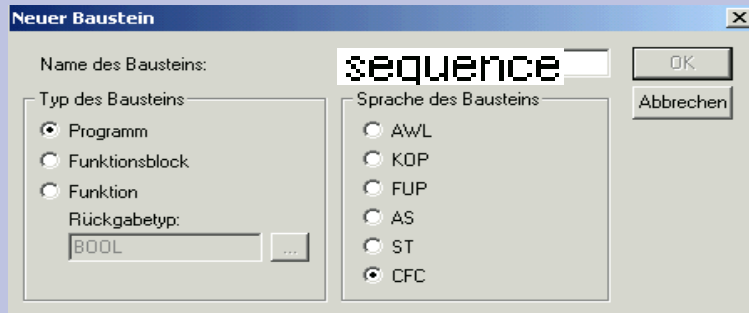 Neuer Baustein
Name des Bausteins: sequence
OK
Abbrechen
Typ des Bausteins
Programm
Funktionsblock
Funktion
Rückgabetyp:
BOOL ...
Sprache des Bausteins
AWL
KOP
FUP
AS
ST
CFC